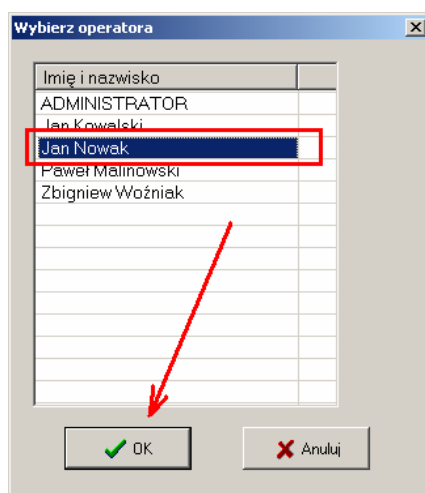 Wybierz operatora
Imię i nazwisko
ADMINISTRATOR
Jan Kowalski
Jan Nowak
Paweł Malinowski
Zbigniew Woźniak
OK
Anuluj